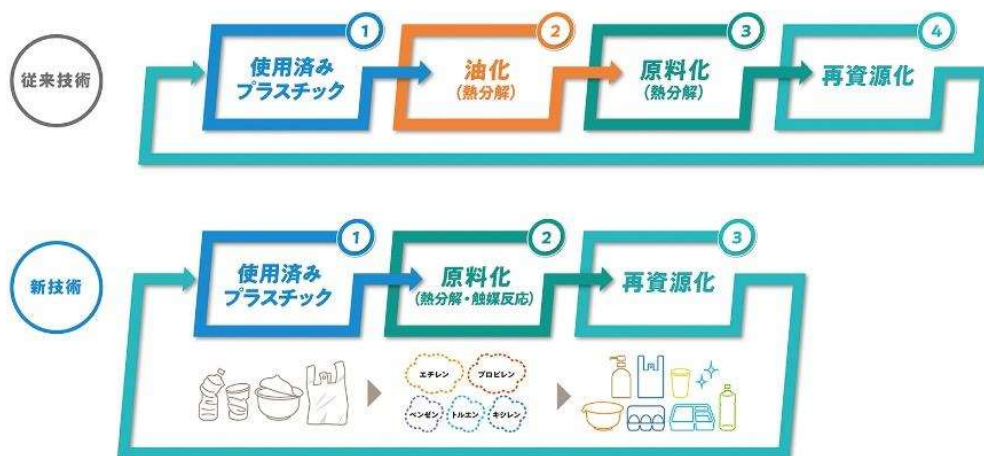 従来技術
1
使用済み
プラスチック
2
油化
(熱分解)
3
原料化
(熱分解)
4
再資源化
新技術
1
使用済み
プラスチック
2
原料化
(熱分解・触媒反応)
3
再資源化
エチレン
プロピレン
ベンゼン
トルエン
キシレン